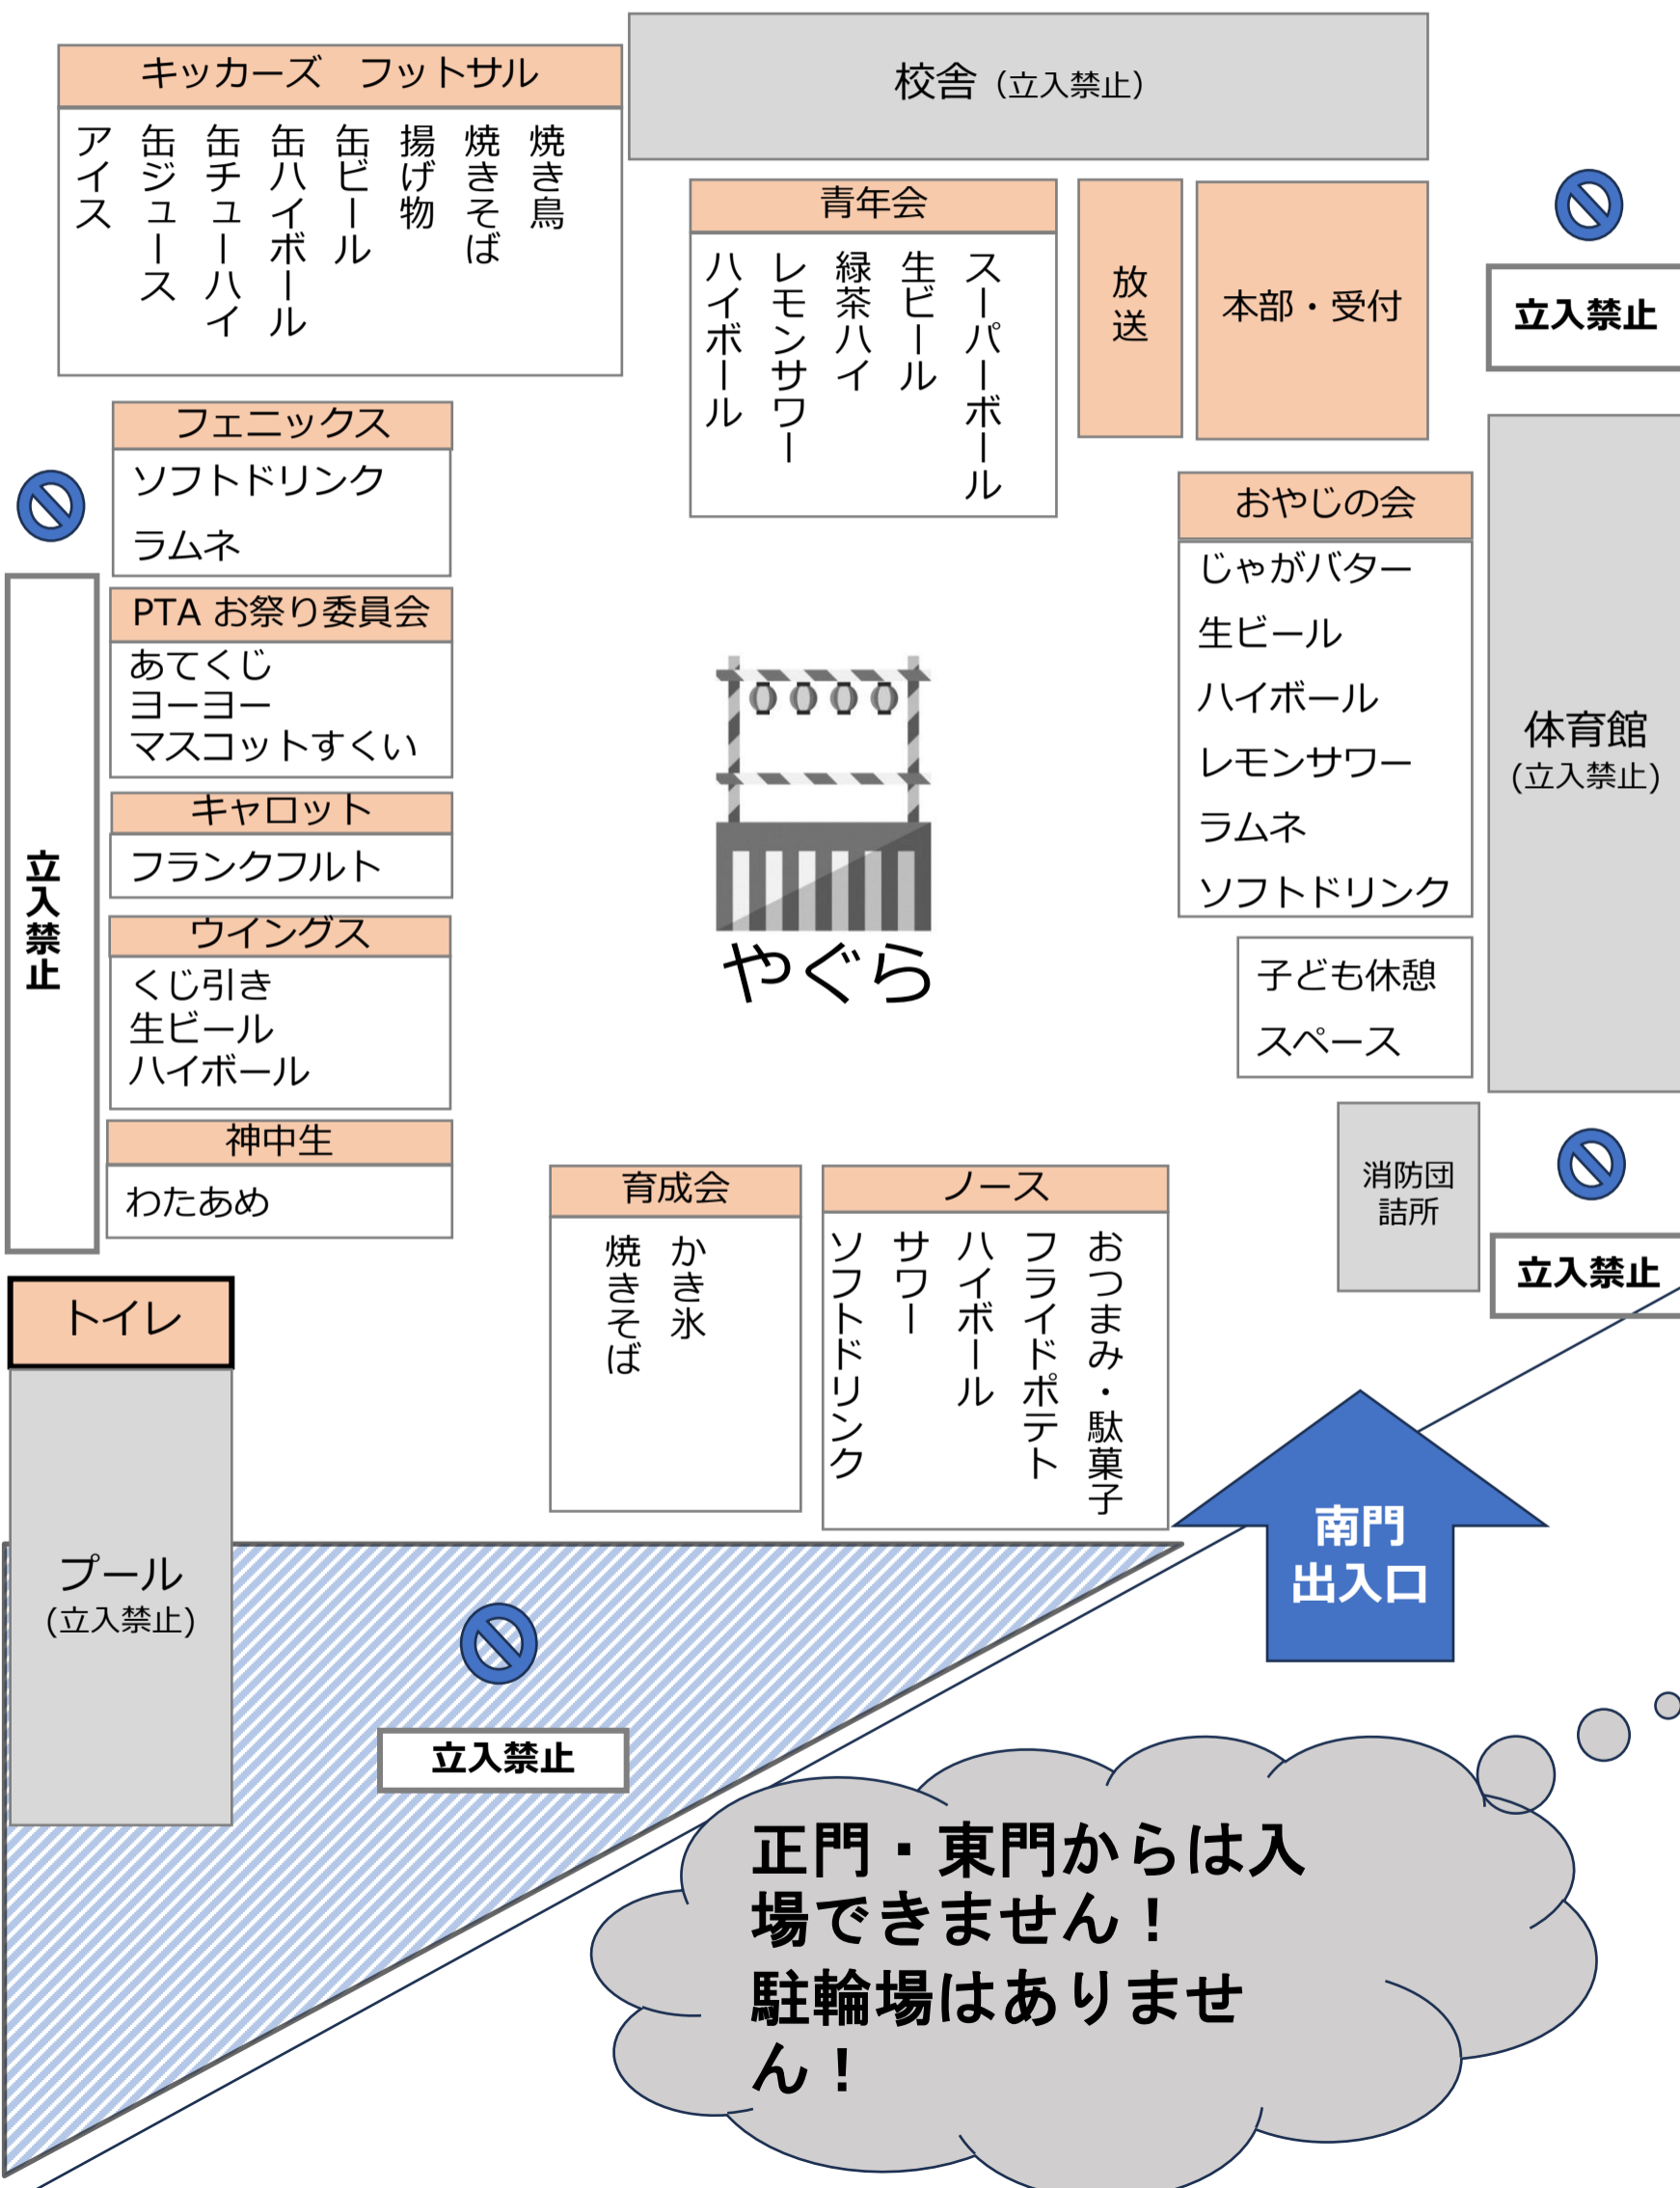 校舎（立入禁止）
キッカーズ　フットサル
焼き鳥
焼きそば
揚げ物
缶ビール
缶ハイボール
缶チューハイ
缶ジュース
アイス
青年会
スーパーボール
生ビール
緑茶ハイ
レモンサワー
ハイボール
放送
本部・受付
立入禁止
フェニックス
ソフトドリンク
ラムネ
PTA お祭り委員会
あてくじ
ヨーヨー
マスコットすくい
キャロット
フランクフルト
ウイングス
くじ引き
生ビール
ハイボール
神中生
わたあめ
立入禁止
やぐら
おやじの会
じゃがバター
生ビール
ハイボール
レモンサワー
ラムネ
ソフトドリンク
体育館
(立入禁止)
子ども休憩
スペース
消防団
詰所
立入禁止
育成会
かき氷
焼きそば
ノース
おつまみ・駄菓子
フライドポテト
ハイボール
サワー
ソフトドリンク
トイレ
プール
(立入禁止)
南門
出入口
立入禁止
正門・東門からは入
場できません！
駐輪場はありませ
ん！